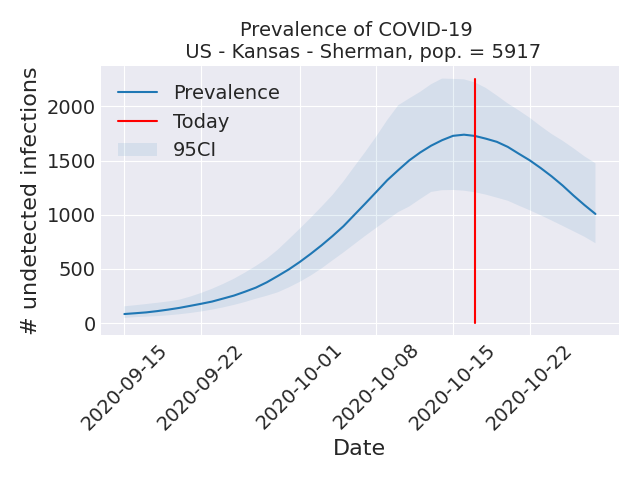 Prevalence of COVID-19
US - Kansas - Sherman, pop. = 5917
# undetected infections
2000
1500
1000
500
0
Prevalence
Today
95CI
2020-09-15
2020-09-22
2020-10-01
2020-10-08
2020-10-15
2020-10-22
Date